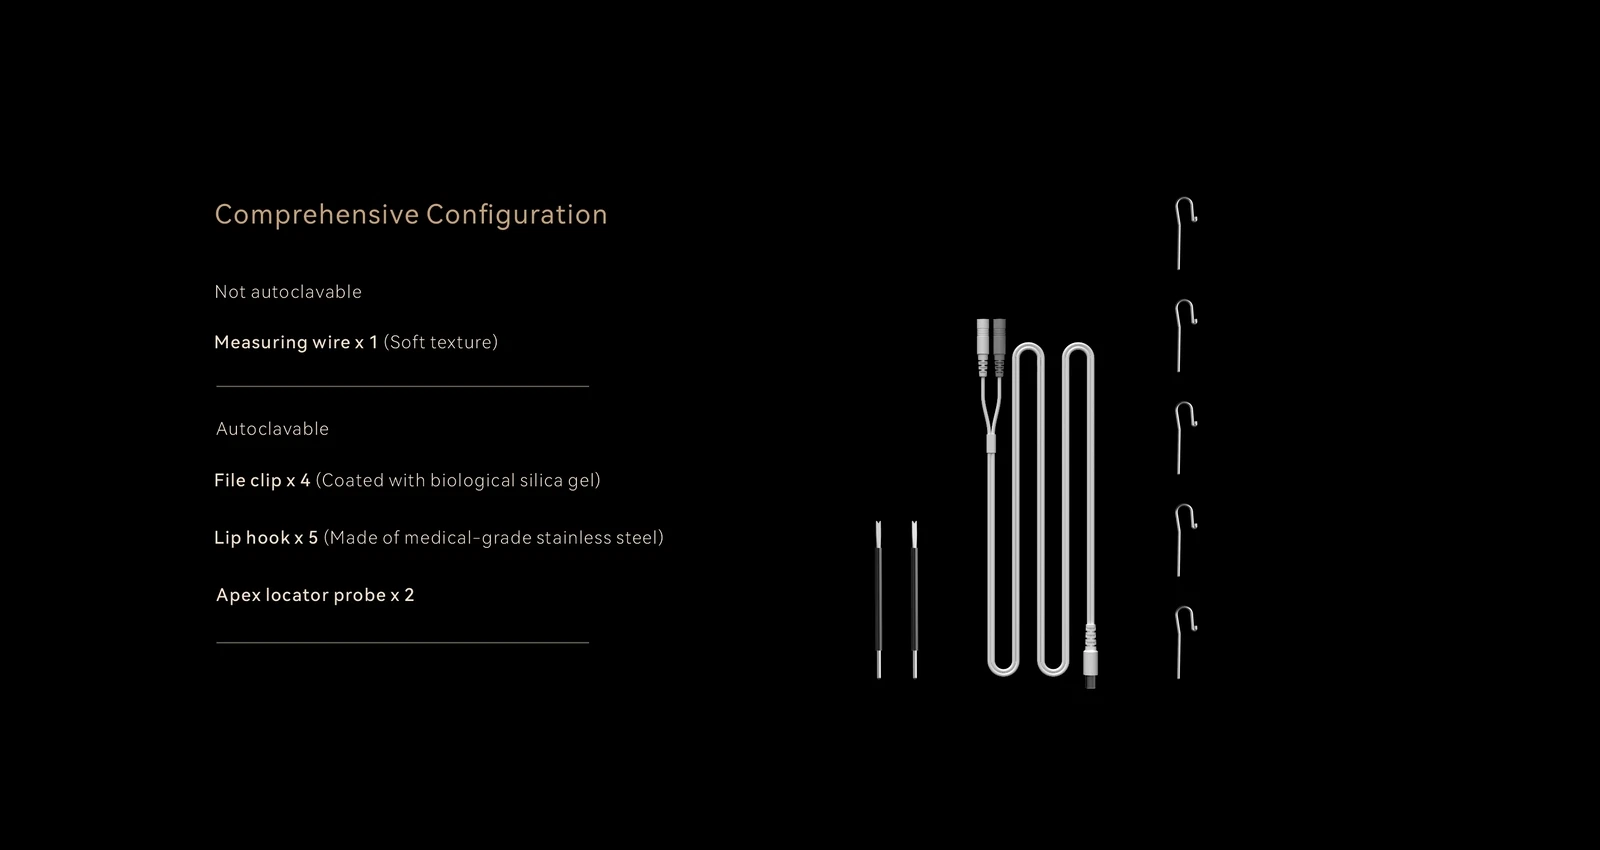 Comprehensive Configuration
Not autoclavable
Measuring wire x 1 (Soft texture)
Autoclavable
File clip x 4 (Coated with biological silica gel)
Lip hook x 5 (Made of medical-grade stainless steel)
Apex locator probe x 2